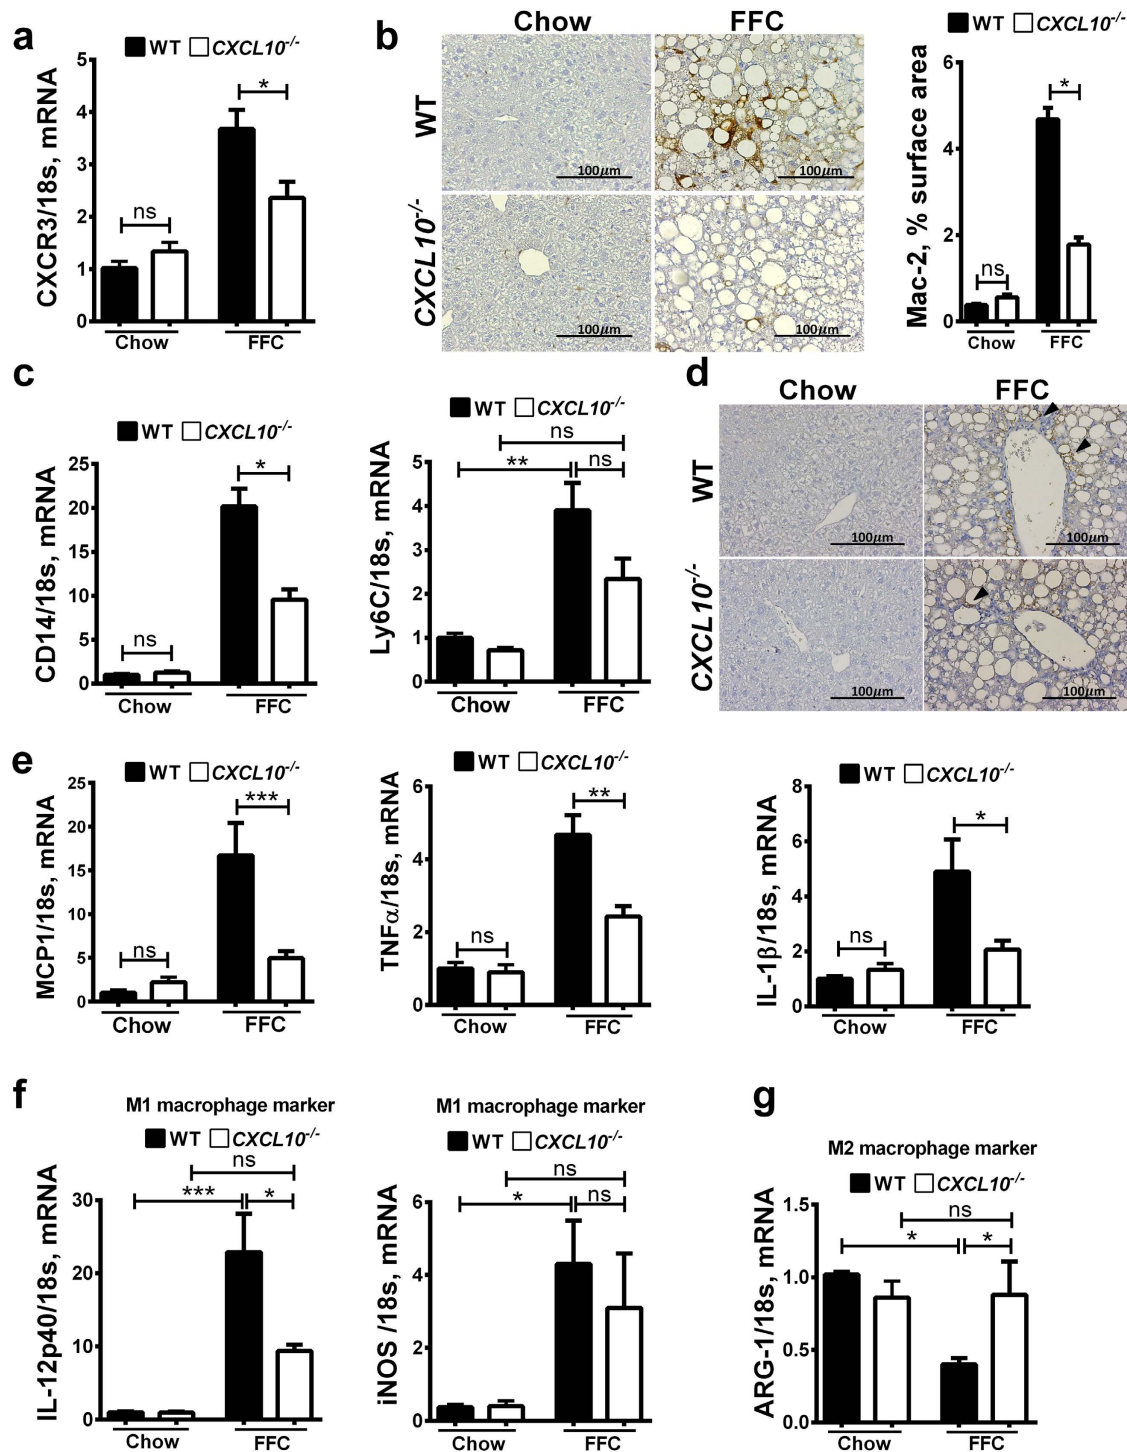 a
WT CXCL10-/-
CXCR3/18s, mRNA
5
4
3
2
1
0
ns
*
Chow FFC
b
Chow FFC
WT
CXCL10-/-
100μm
100μm
100μm
100μm
WT CXCL10-/-
Mac-2, % surface area
6
4
2
0
ns
*
Chow FFC
c
WT CXCL10-/-
CD14/18s, mRNA
25
20
15
10
5
0
ns
*
Chow FFC
WT CXCL10-/-
Ly6C/18s, mRNA
5
4
3
2
1
0
ns
**
ns
Chow FFC
d
Chow FFC
WT
CXCL10-/-
100μm
100μm
100μm
100μm
e
WT CXCL10-/-
MCP1/18s, mRNA
25
20
15
10
5
0
ns
***
Chow FFC
WT CXCL10-/-
TNFα/18s, mRNA
6
4
2
0
ns
**
Chow FFC
WT CXCL10-/-
IL-1β/18s, mRNA
8
6
4
2
0
ns
*
Chow FFC
f
M1 macrophage marker
WT CXCL10-/-
IL-12p40/18s, mRNA
30
20
10
0
ns
***
*
Chow FFC
M1 macrophage marker
WT CXCL10-/-
iNOS /18s, mRNA
6
4
2
0
ns
*
ns
Chow FFC
g
M2 macrophage marker
WT CXCL10-/-
ARG-1/18s, mRNA
1.5
1.0
0.5
0.0
ns
*
*
Chow FFC